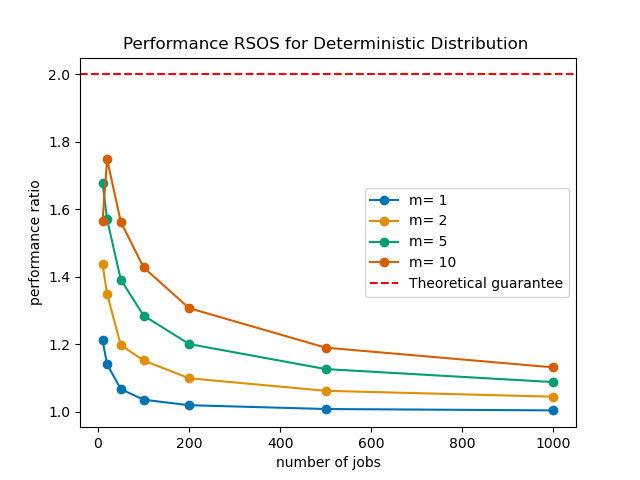 Performance RSOS for Deterministic Distribution
performance ratio
2.0
1.8
1.6
1.4
1.2
1.0
m= 1
m= 2
m= 5
m= 10
Theoretical guarantee
0 200 400 600 800 1000
number of jobs